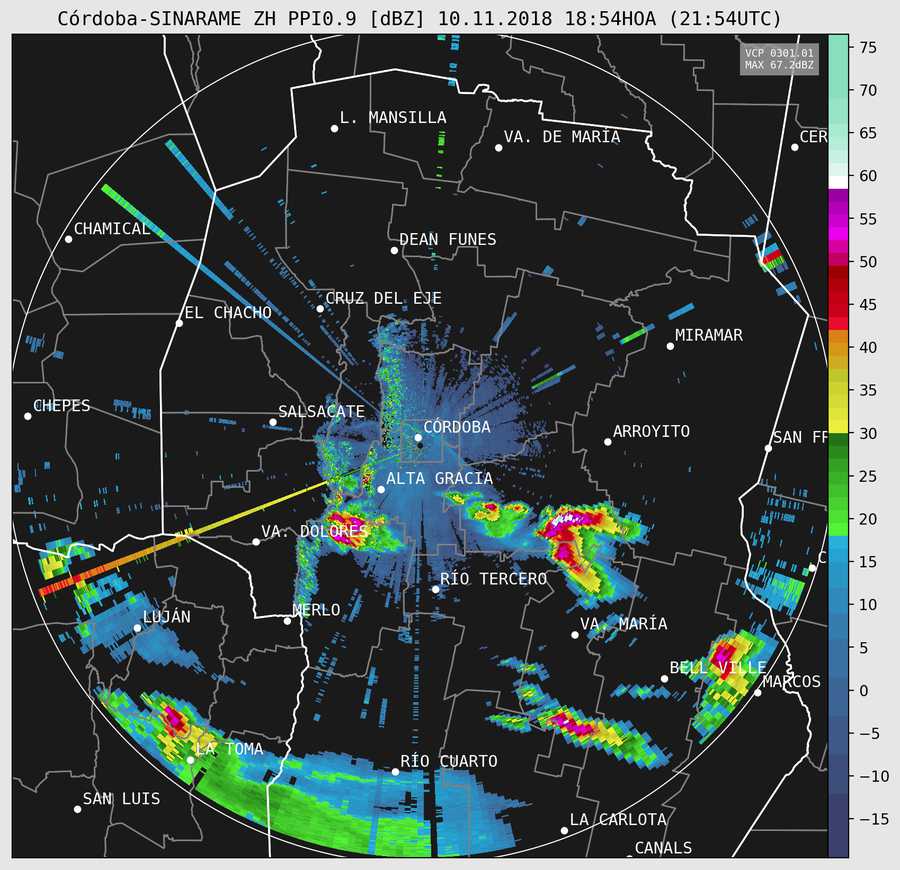 Córdoba-SINARAME ZH PPI0.9 [dBZ] 10.11.2018 18:54HOA (21:54UTC)
VCP 0301.01
MAX 67.2dBZ
L. MANSILLA
VA. DE MARÍA
CER
CHAMICAL
DEAN FUNES
CRUZ DEL EJE
EL CHACHO
MIRAMAR
CHEPES
SALSACATE
CÓRDOBA
ARROYITO
SAN FR
ALTA GRACIA
VA. DOLORES
C
RÍO TERCERO
MERLO
LUJÁN
VA. MARÍA
BELL VILLE
MARCOS
LA TOMA
RÍO CUARTO
SAN LUIS
LA CARLOTA
CANALS
75
70
65
60
55
50
45
40
35
30
25
20
15
10
5
0
−5
−10
−15